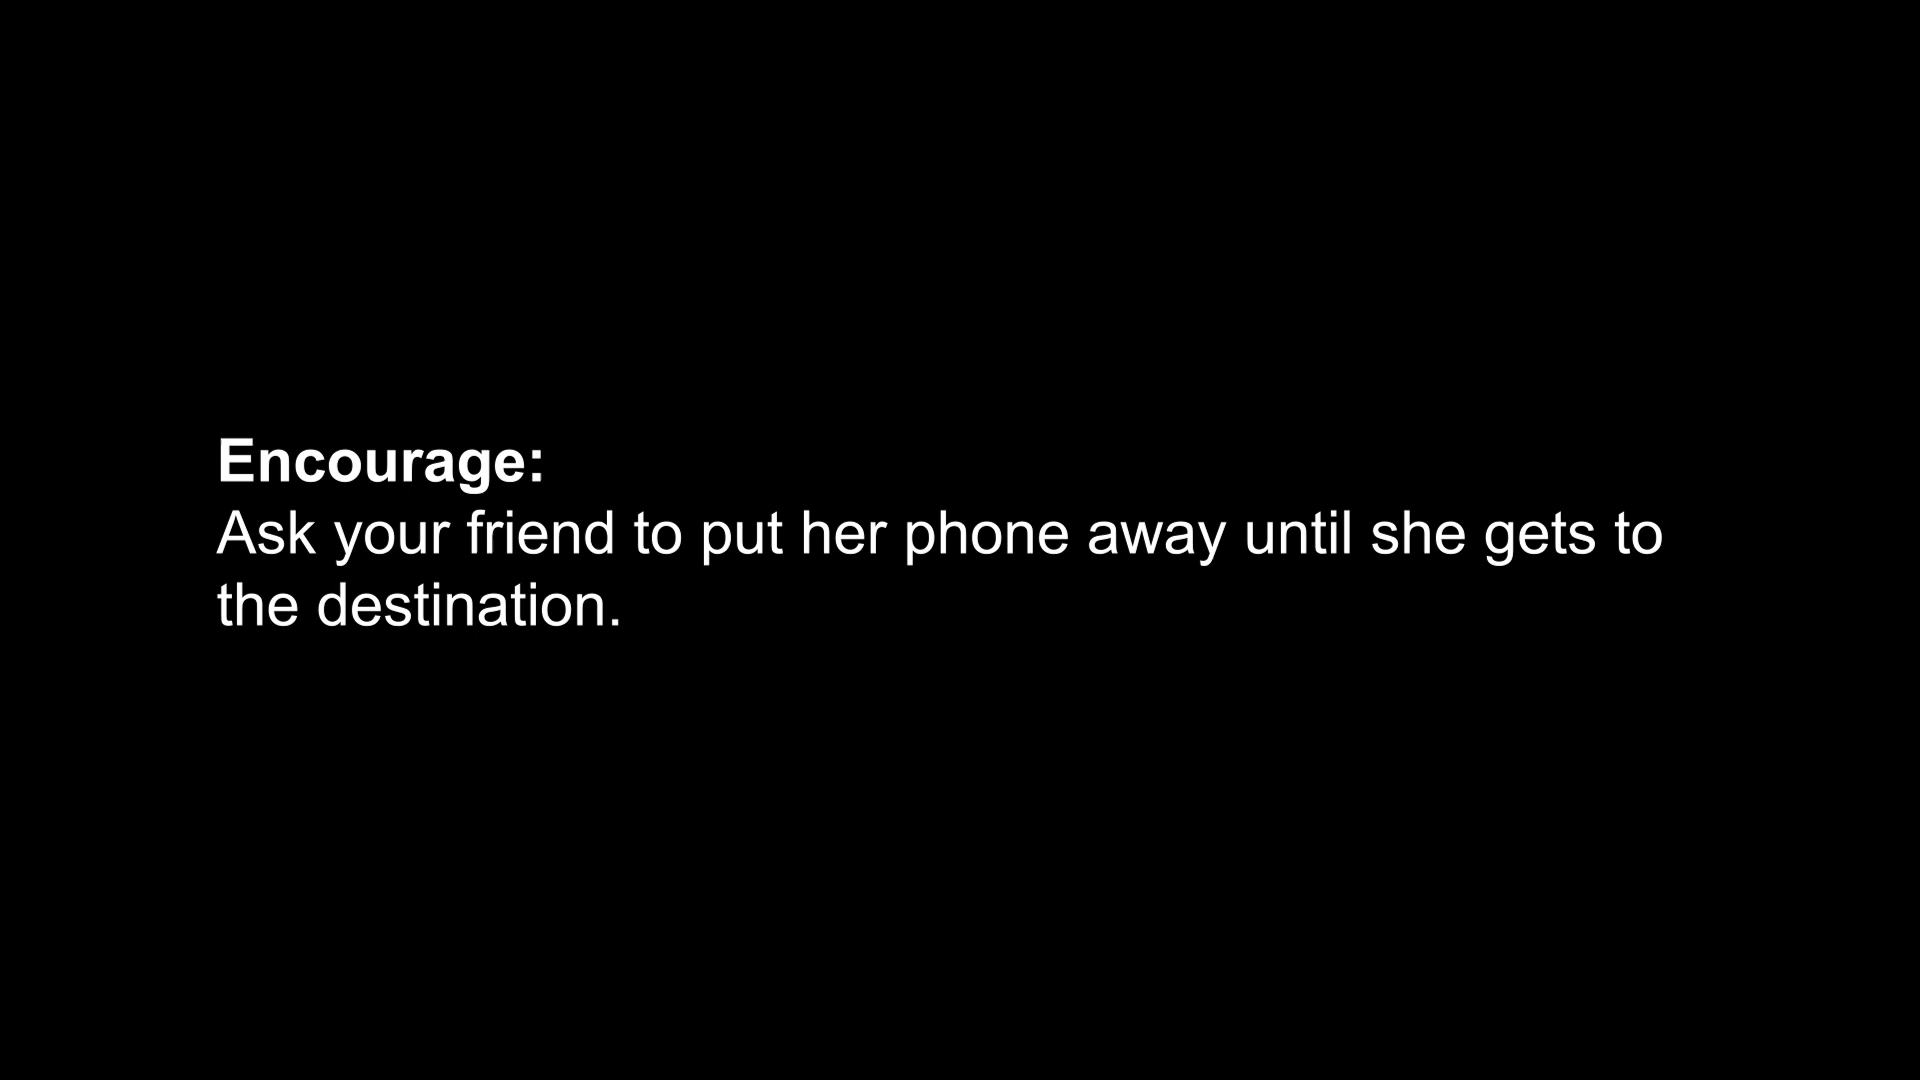 Encourage:
Ask your friend to put her phone away until she gets to
the destination.